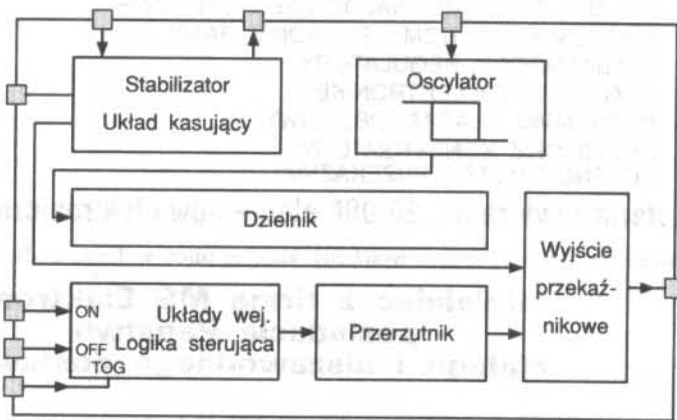 Stabilizator
Układ kasujący
Oscylator
Dzielnik
Wyjście
przekaź-
nikowe
ON
OFF
TOG
Układy wej.
Logika sterująca
Przerzutnik